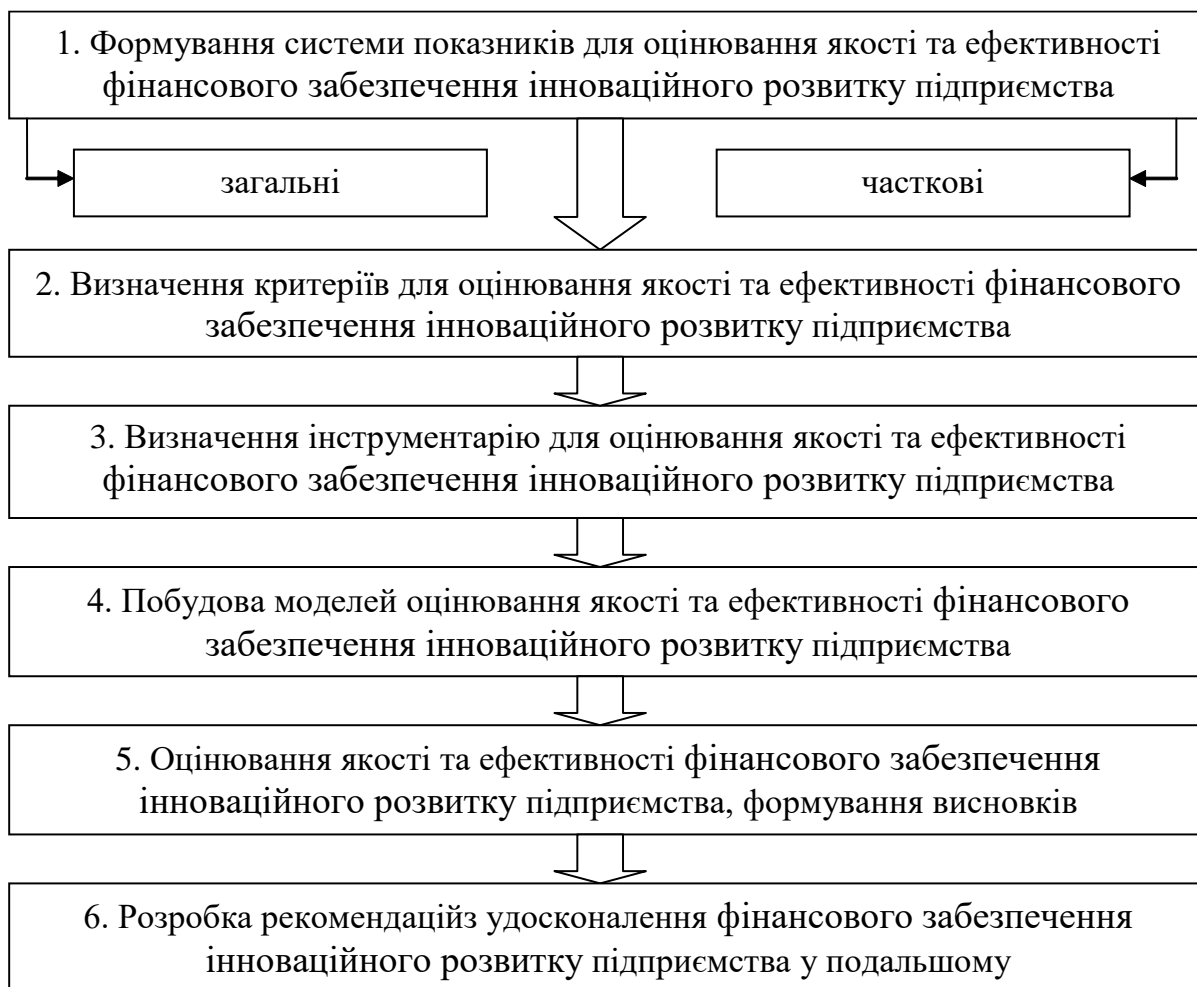 1. Формування системи показників для оцінювання якості та ефективності
фінансового забезпечення інноваційного розвитку підприємства
загальні
часткові
2. Визначення критеріїв для оцінювання якості та ефективності фінансового
забезпечення інноваційного розвитку підприємства
3. Визначення інструментарію для оцінювання якості та ефективності
фінансового забезпечення інноваційного розвитку підприємства
4. Побудова моделей оцінювання якості та ефективності фінансового
забезпечення інноваційного розвитку підприємства
5. Оцінювання якості та ефективності фінансового забезпечення
інноваційного розвитку підприємства, формування висновків
6. Розробка рекомендаційз удосконалення фінансового забезпечення
інноваційного розвитку підприємства у подальшому